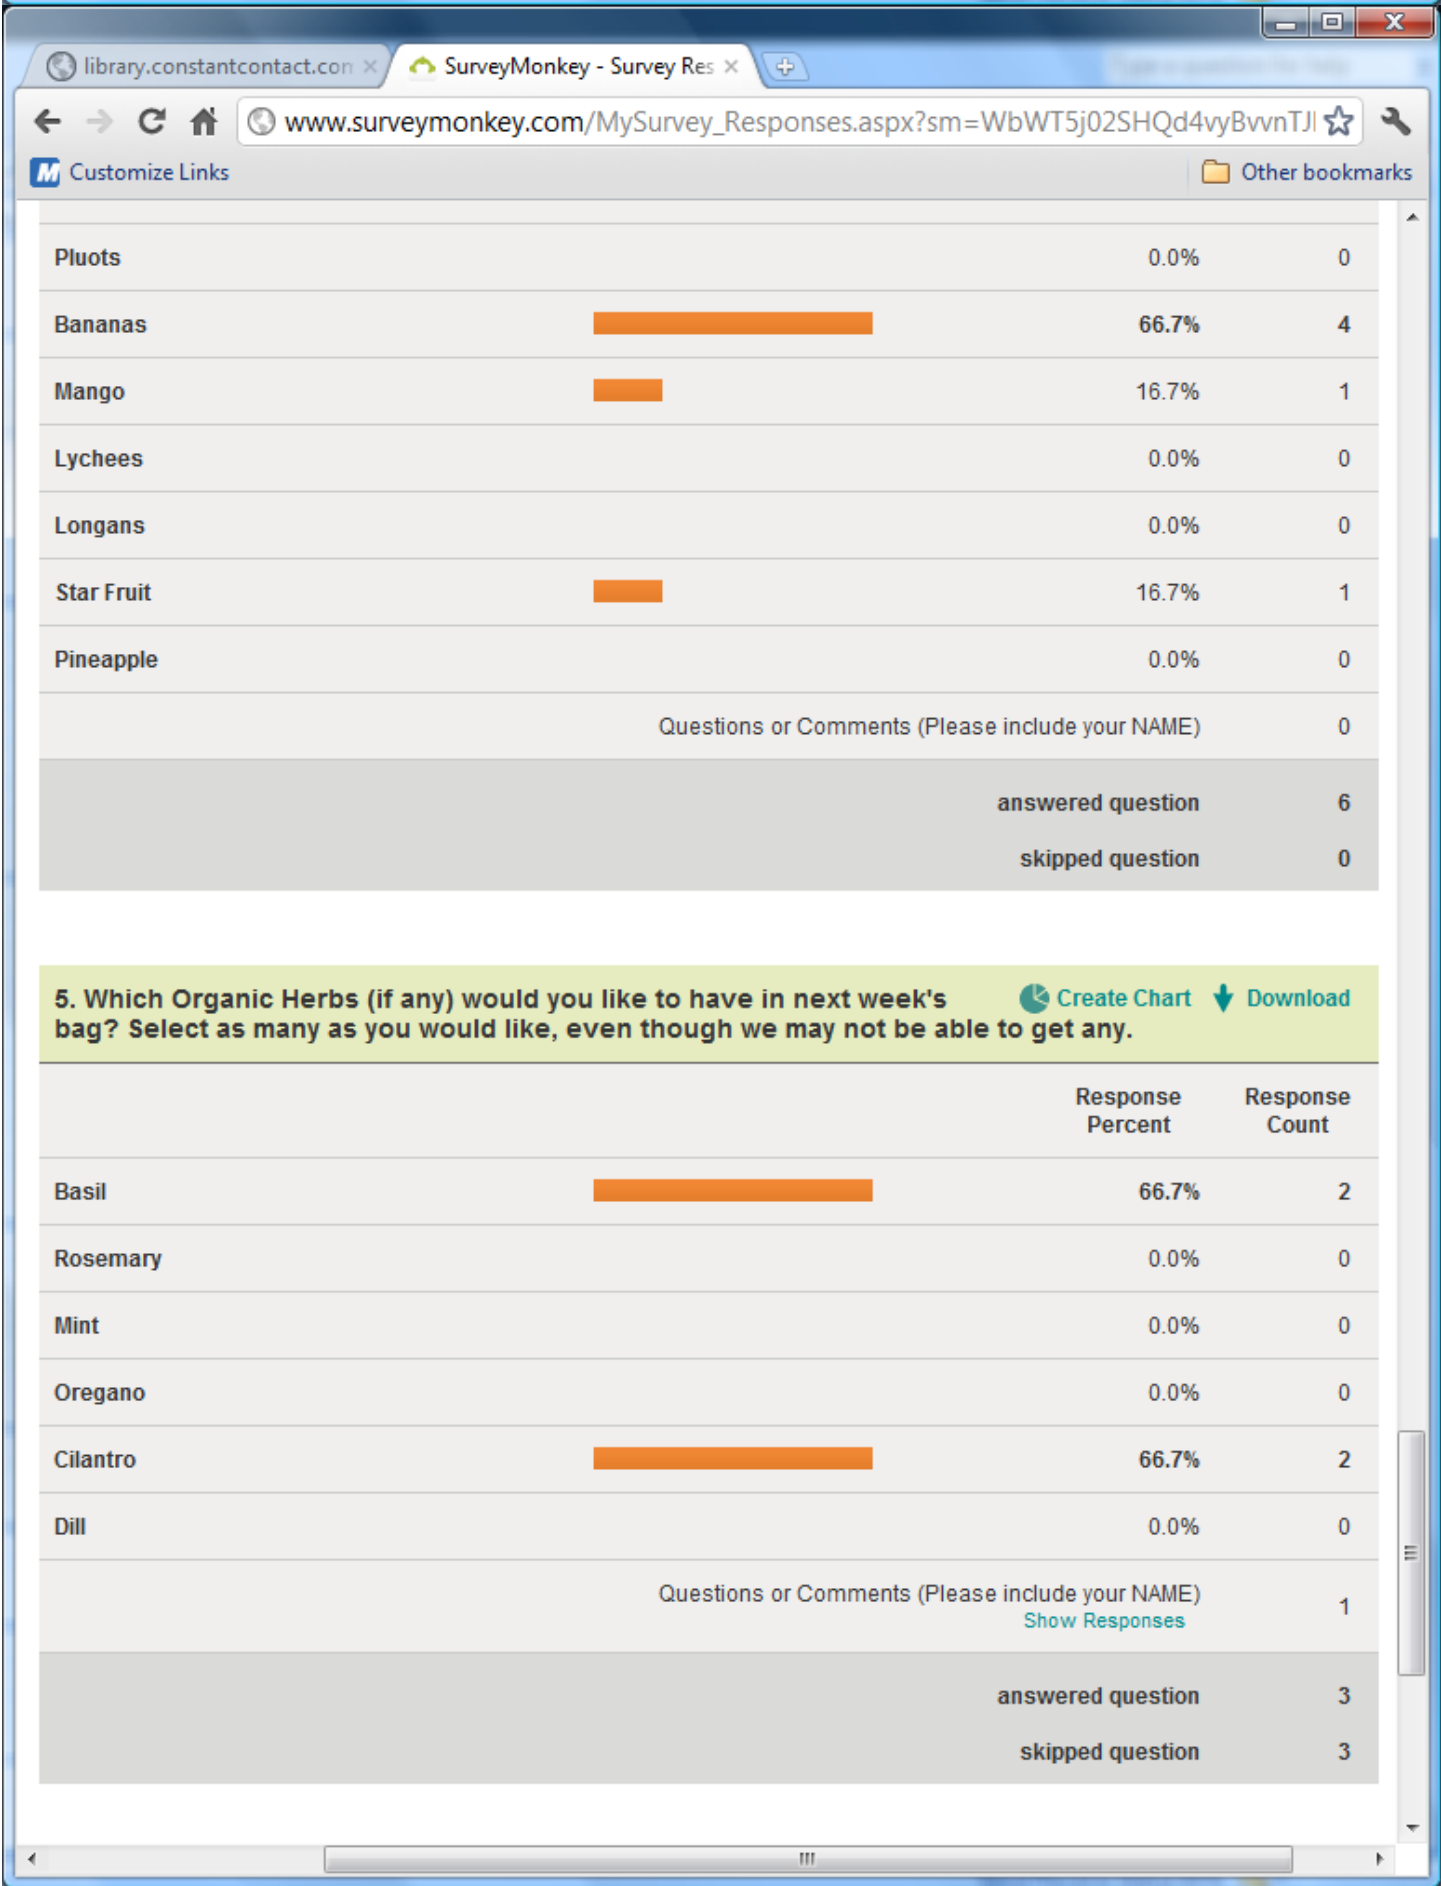 library.constantcontact.con
SurveyMonkey - Survey Res
www.surveymonkey.com/MySurvey_Responses.aspx?sm=WbWT5j02SHQd4vyBvvnTJl
Customize Links
Other bookmarks
Pluots 0.0% 0
Bananas 66.7% 4
Mango 16.7% 1
Lychees 0.0% 0
Longans 0.0% 0
Star Fruit 16.7% 1
Pineapple 0.0% 0
Questions or Comments (Please include your NAME) 0
answered question 6
skipped question 0
5. Which Organic Herbs (if any) would you like to have in next week's
bag? Select as many as you would like, even though we may not be able to get any.
Create Chart Download
Response Response
Percent Count
Basil 66.7% 2
Rosemary 0.0% 0
Mint 0.0% 0
Oregano 0.0% 0
Cilantro 66.7% 2
Dill 0.0% 0
Questions or Comments (Please include your NAME) 1
Show Responses
answered question 3
skipped question 3